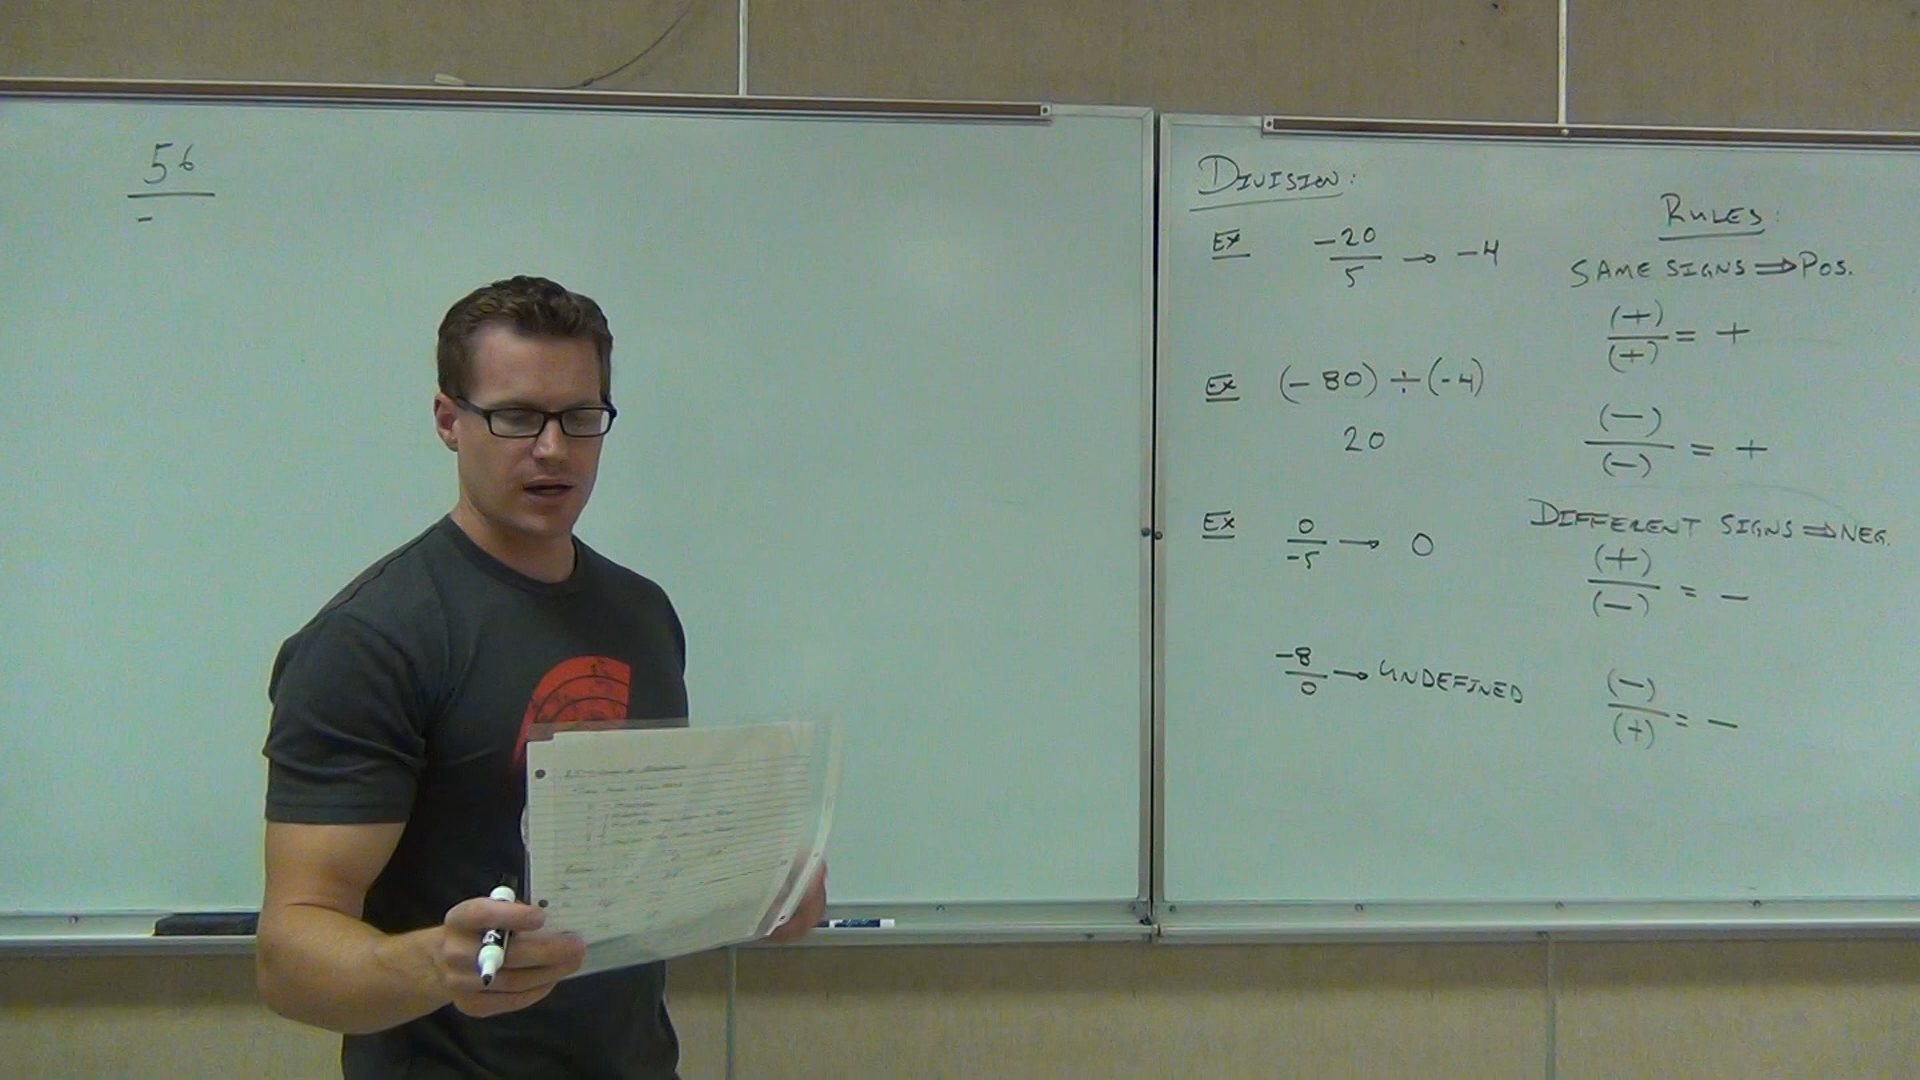 56
-
DIVISION:
EX -20/5 → -4
EX (-80) ÷ (-4)
20
EX 0/-5 → 0
-8/0 → UNDEFINED
RULES:
SAME SIGNS ⇒ POS.
(+)/(+) = +
(-)/(-) = +
DIFFERENT SIGNS ⇒ NEG.
(+)/(-) = -
(-)/(+) = -